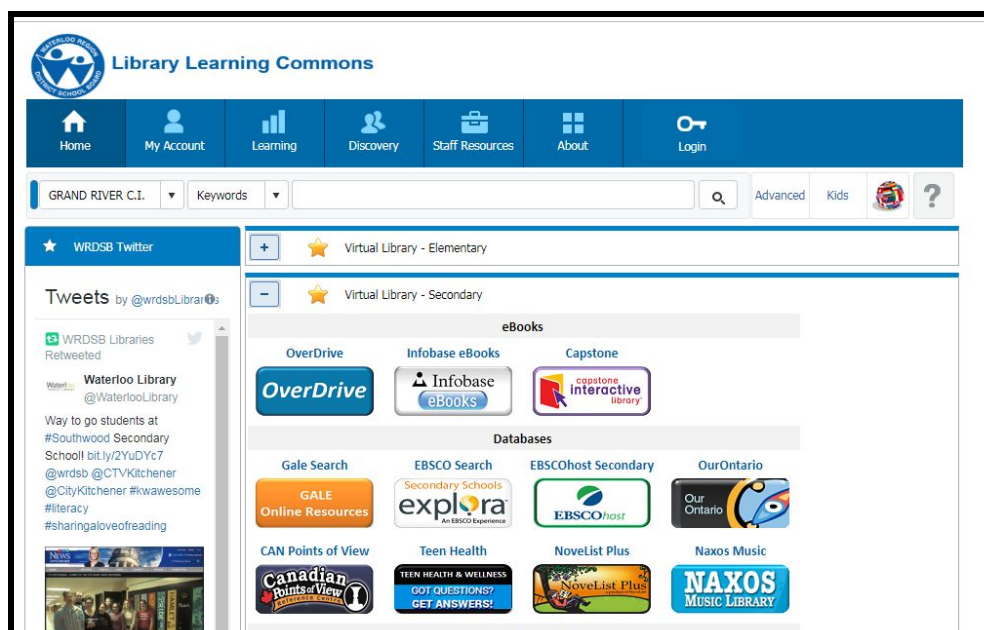 WATERLOO REGION
DISTRICT SCHOOL BOARD
Library Learning Commons
Home My Account Learning Discovery Staff Resources About Login
GRAND RIVER C.I. Keywords Advanced Kids ?
WRDSB Twitter
+ Virtual Library - Elementary
Tweets by @wrdsbLibrar
- Virtual Library - Secondary
WRDSB Libraries
Retweeted
Waterloo Library
@WaterlooLibrary
Way to go students at
#Southwood Secondary
School! bit.ly/2YuDYc7
@wrdsb @CTVKitchener
@CityKitchener #kwawesome
#literacy
#sharingaloveofreading
NEWS
eBooks
OverDrive Infobase eBooks Capstone
OverDrive
Infobase
eBooks
capstone
interactive
library
Databases
Gale Search EBSCO Search EBSCOhost Secondary OurOntario
GALE
Online Resources
Secondary Schools
explora
An EBSCO Experience
EBSCOhost
Our
Ontario
CAN Points of View Teen Health NoveList Plus Naxos Music
Canadian
Points of View
Reference Centre
TEEN HEALTH & WELLNESS
GOT QUESTIONS?
GET ANSWERS!
NoveList Plus
NAXOS
MUSIC LIBRARY